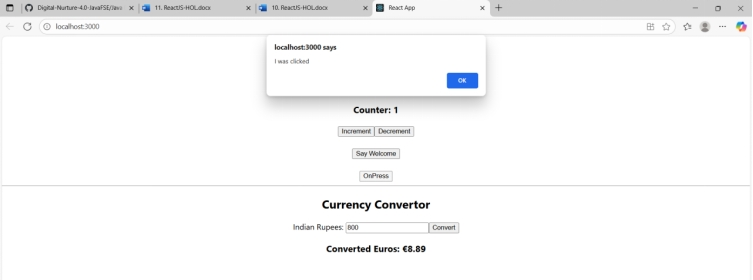 Digital-Nurture-4.0-JavaFSE/Java
11. ReactJS-HOL.docx
10. ReactJS-HOL.docx
React App
localhost:3000
localhost:3000 says
I was clicked
OK
Counter: 1
Increment Decrement
Say Welcome
OnPress
Currency Convertor
Indian Rupees: 800 Convert
Converted Euros: €8.89